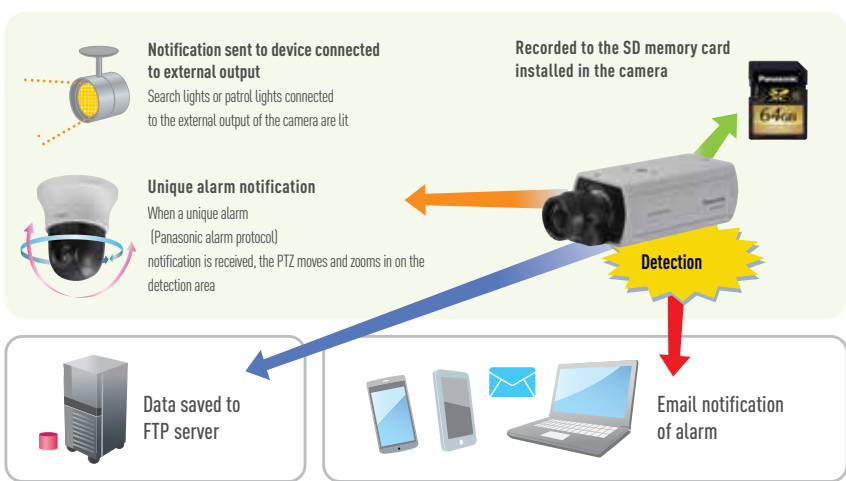 Notification sent to device connected
to external output
Search lights or patrol lights connected
to the external output of the camera are lit
Recorded to the SD memory card
installed in the camera
Panasonic
SD
XC
64GB
Unique alarm notification
When a unique alarm
(Panasonic alarm protocol)
notification is received, the PTZ moves and zooms in on the
detection area
Panasonic
Detection
Data saved to
FTP server
Email notification
of alarm